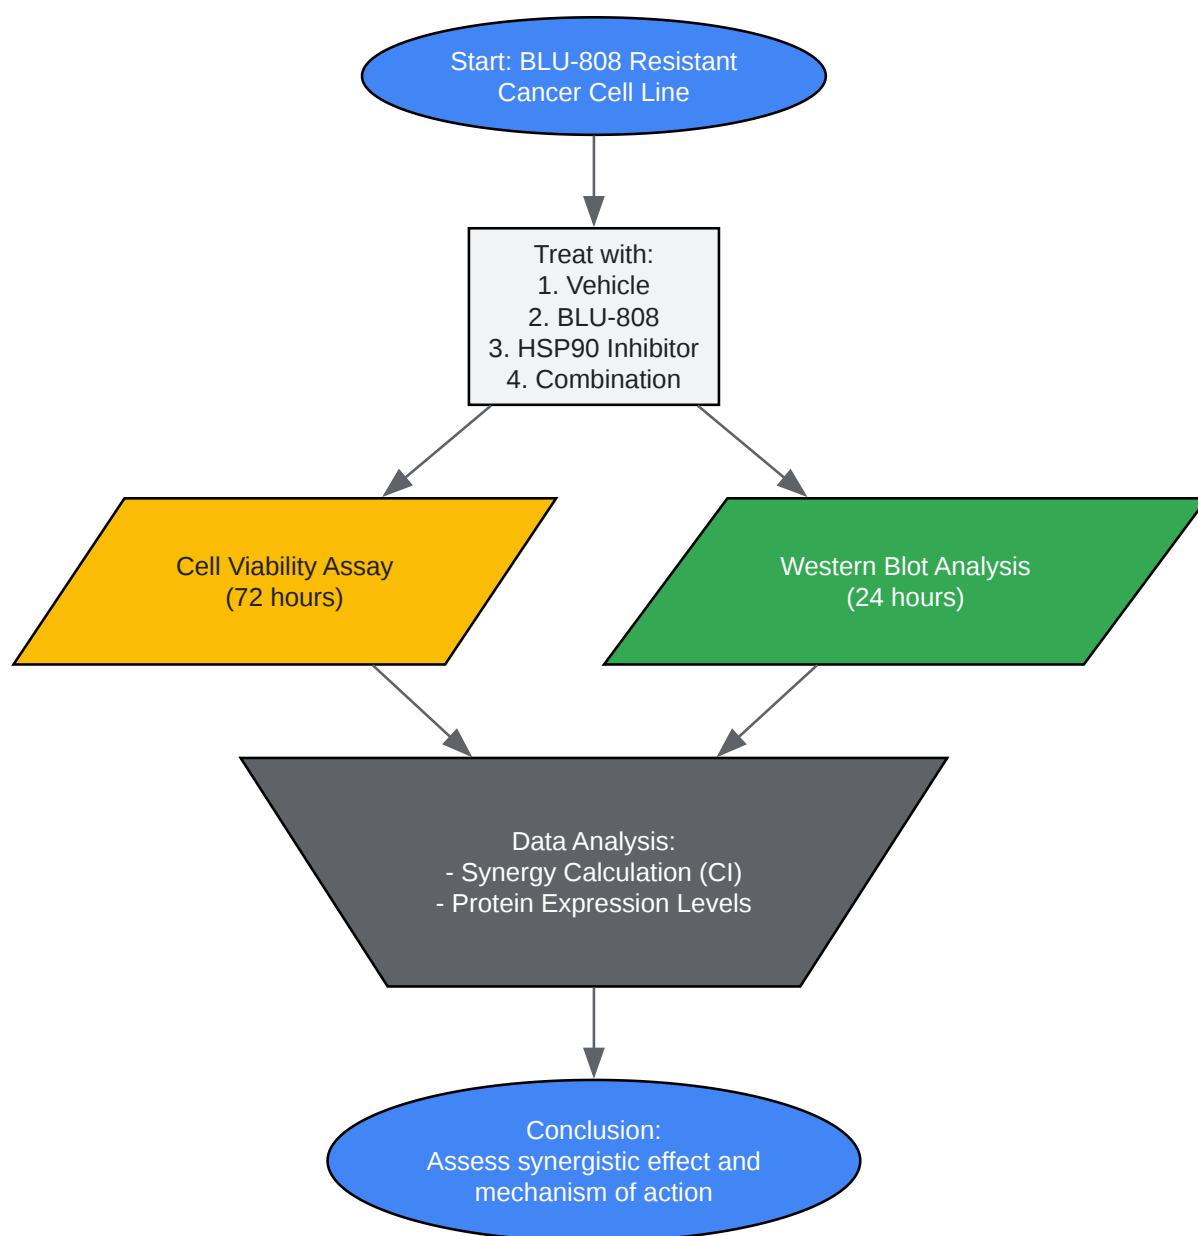 Start: BLU-808 Resistant
Cancer Cell Line
Treat with:
1. Vehicle
2. BLU-808
3. HSP90 Inhibitor
4. Combination
Cell Viability Assay
(72 hours)
Western Blot Analysis
(24 hours)
Data Analysis:
- Synergy Calculation (CI)
- Protein Expression Levels
Conclusion:
Assess synergistic effect and
mechanism of action